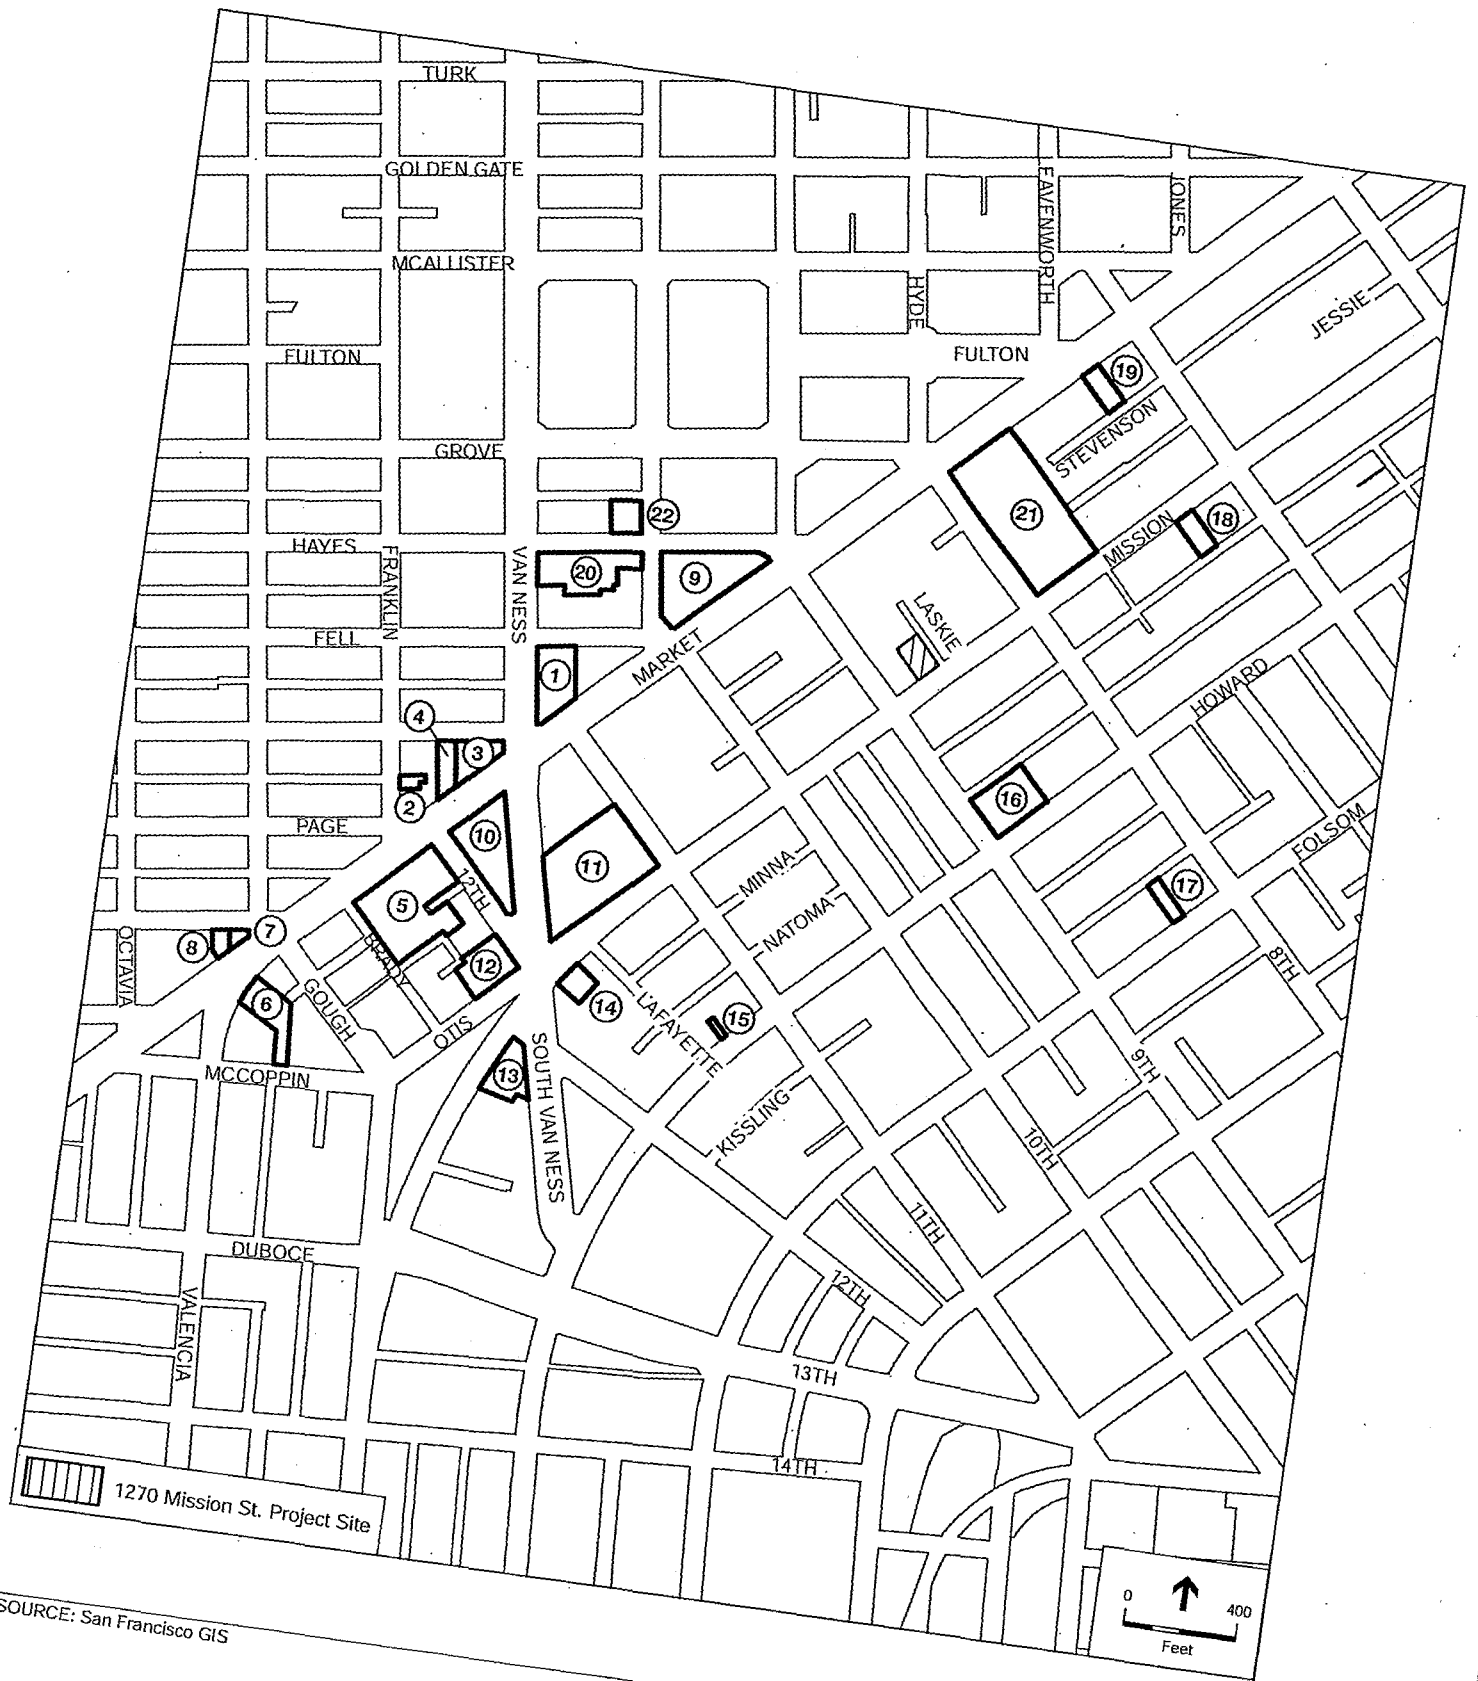 TURK
GOLDEN GATE
LEAVENWORTH
JONES
MCALLISTER
HYDE
JESSIE
FULTON
FULTON
19
STEVENSON
GROVE
22
21
18
MISSION
HAYES
FRANKLIN
VAN NESS
20
9
LASKIE
FELL
MARKET
1
HOWARD
4
3
2
16
PAGE
10
FOLSOM
11
MINNA
12TH
5
17
NATOMA
OCTAVIA
8
7
BRADY
12
8TH
6
GOUGH
14
LAFAYETTE
15
OTIS
SOUTH VAN NESS
13
9TH
MCCOPPIN
KISSLING
10TH
11TH
DUBOCE
12TH
VALENCIA
13TH
14TH
1270 Mission St. Project Site
0
400
Feet
SOURCE: San Francisco GIS